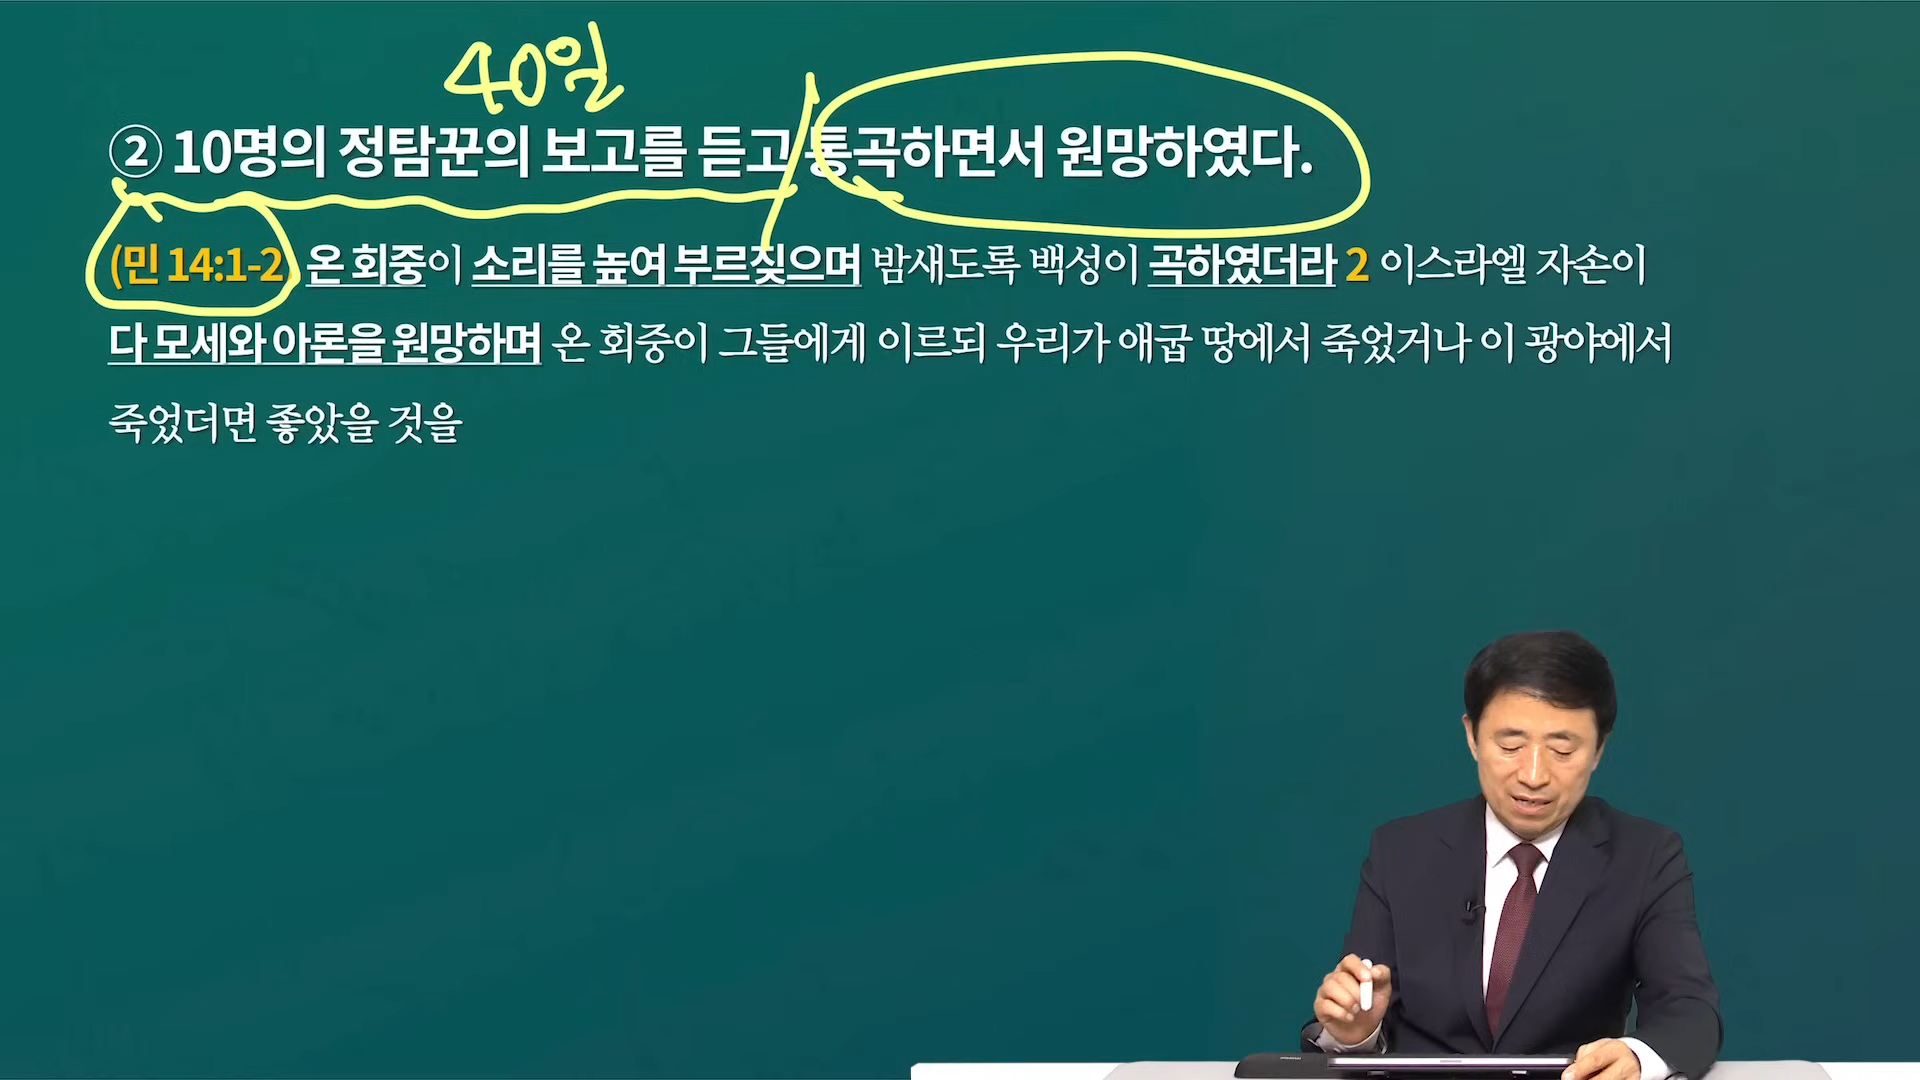 40일
② 10명의 정탐꾼의 보고를 듣고 통곡하면서 원망하였다.
(민 14:1-2) 온 회중이 소리를 높여 부르짖으며 밤새도록 백성이 곡하였더라 2 이스라엘 자손이
다 모세와 아론을 원망하며 온 회중이 그들에게 이르되 우리가 애굽 땅에서 죽었거나 이 광야에서
죽었더면 좋았을 것을